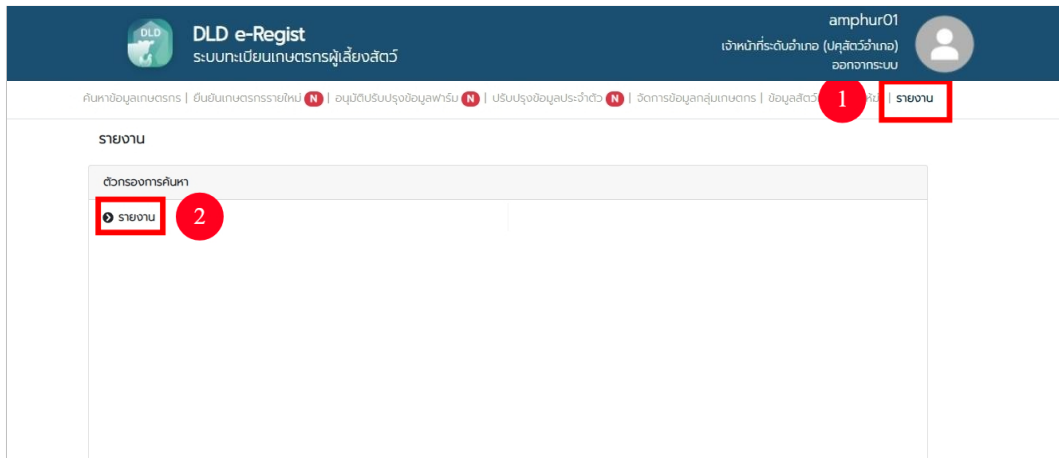 DLD
DLD e-Regist
ระบบทะเบียนเกษตรกรผู้เลี้ยงสัตว์
amphur01
เจ้าหน้าที่ระดับอำเภอ (ปศุสัตว์อำเภอ)
ออกจากระบบ
ค้นหาข้อมูลเกษตรกร | ยืนยันเกษตรกรรายใหม่ N | อนุมัติปรับปรุงข้อมูลฟาร์ม N | ปรับปรุงข้อมูลประจำตัว N | จัดการข้อมูลกลุ่มเกษตกร | ข้อมูลสัตว์ 1 | รายงาน
รายงาน
ตัวกรองการค้นหา
รายงาน 2